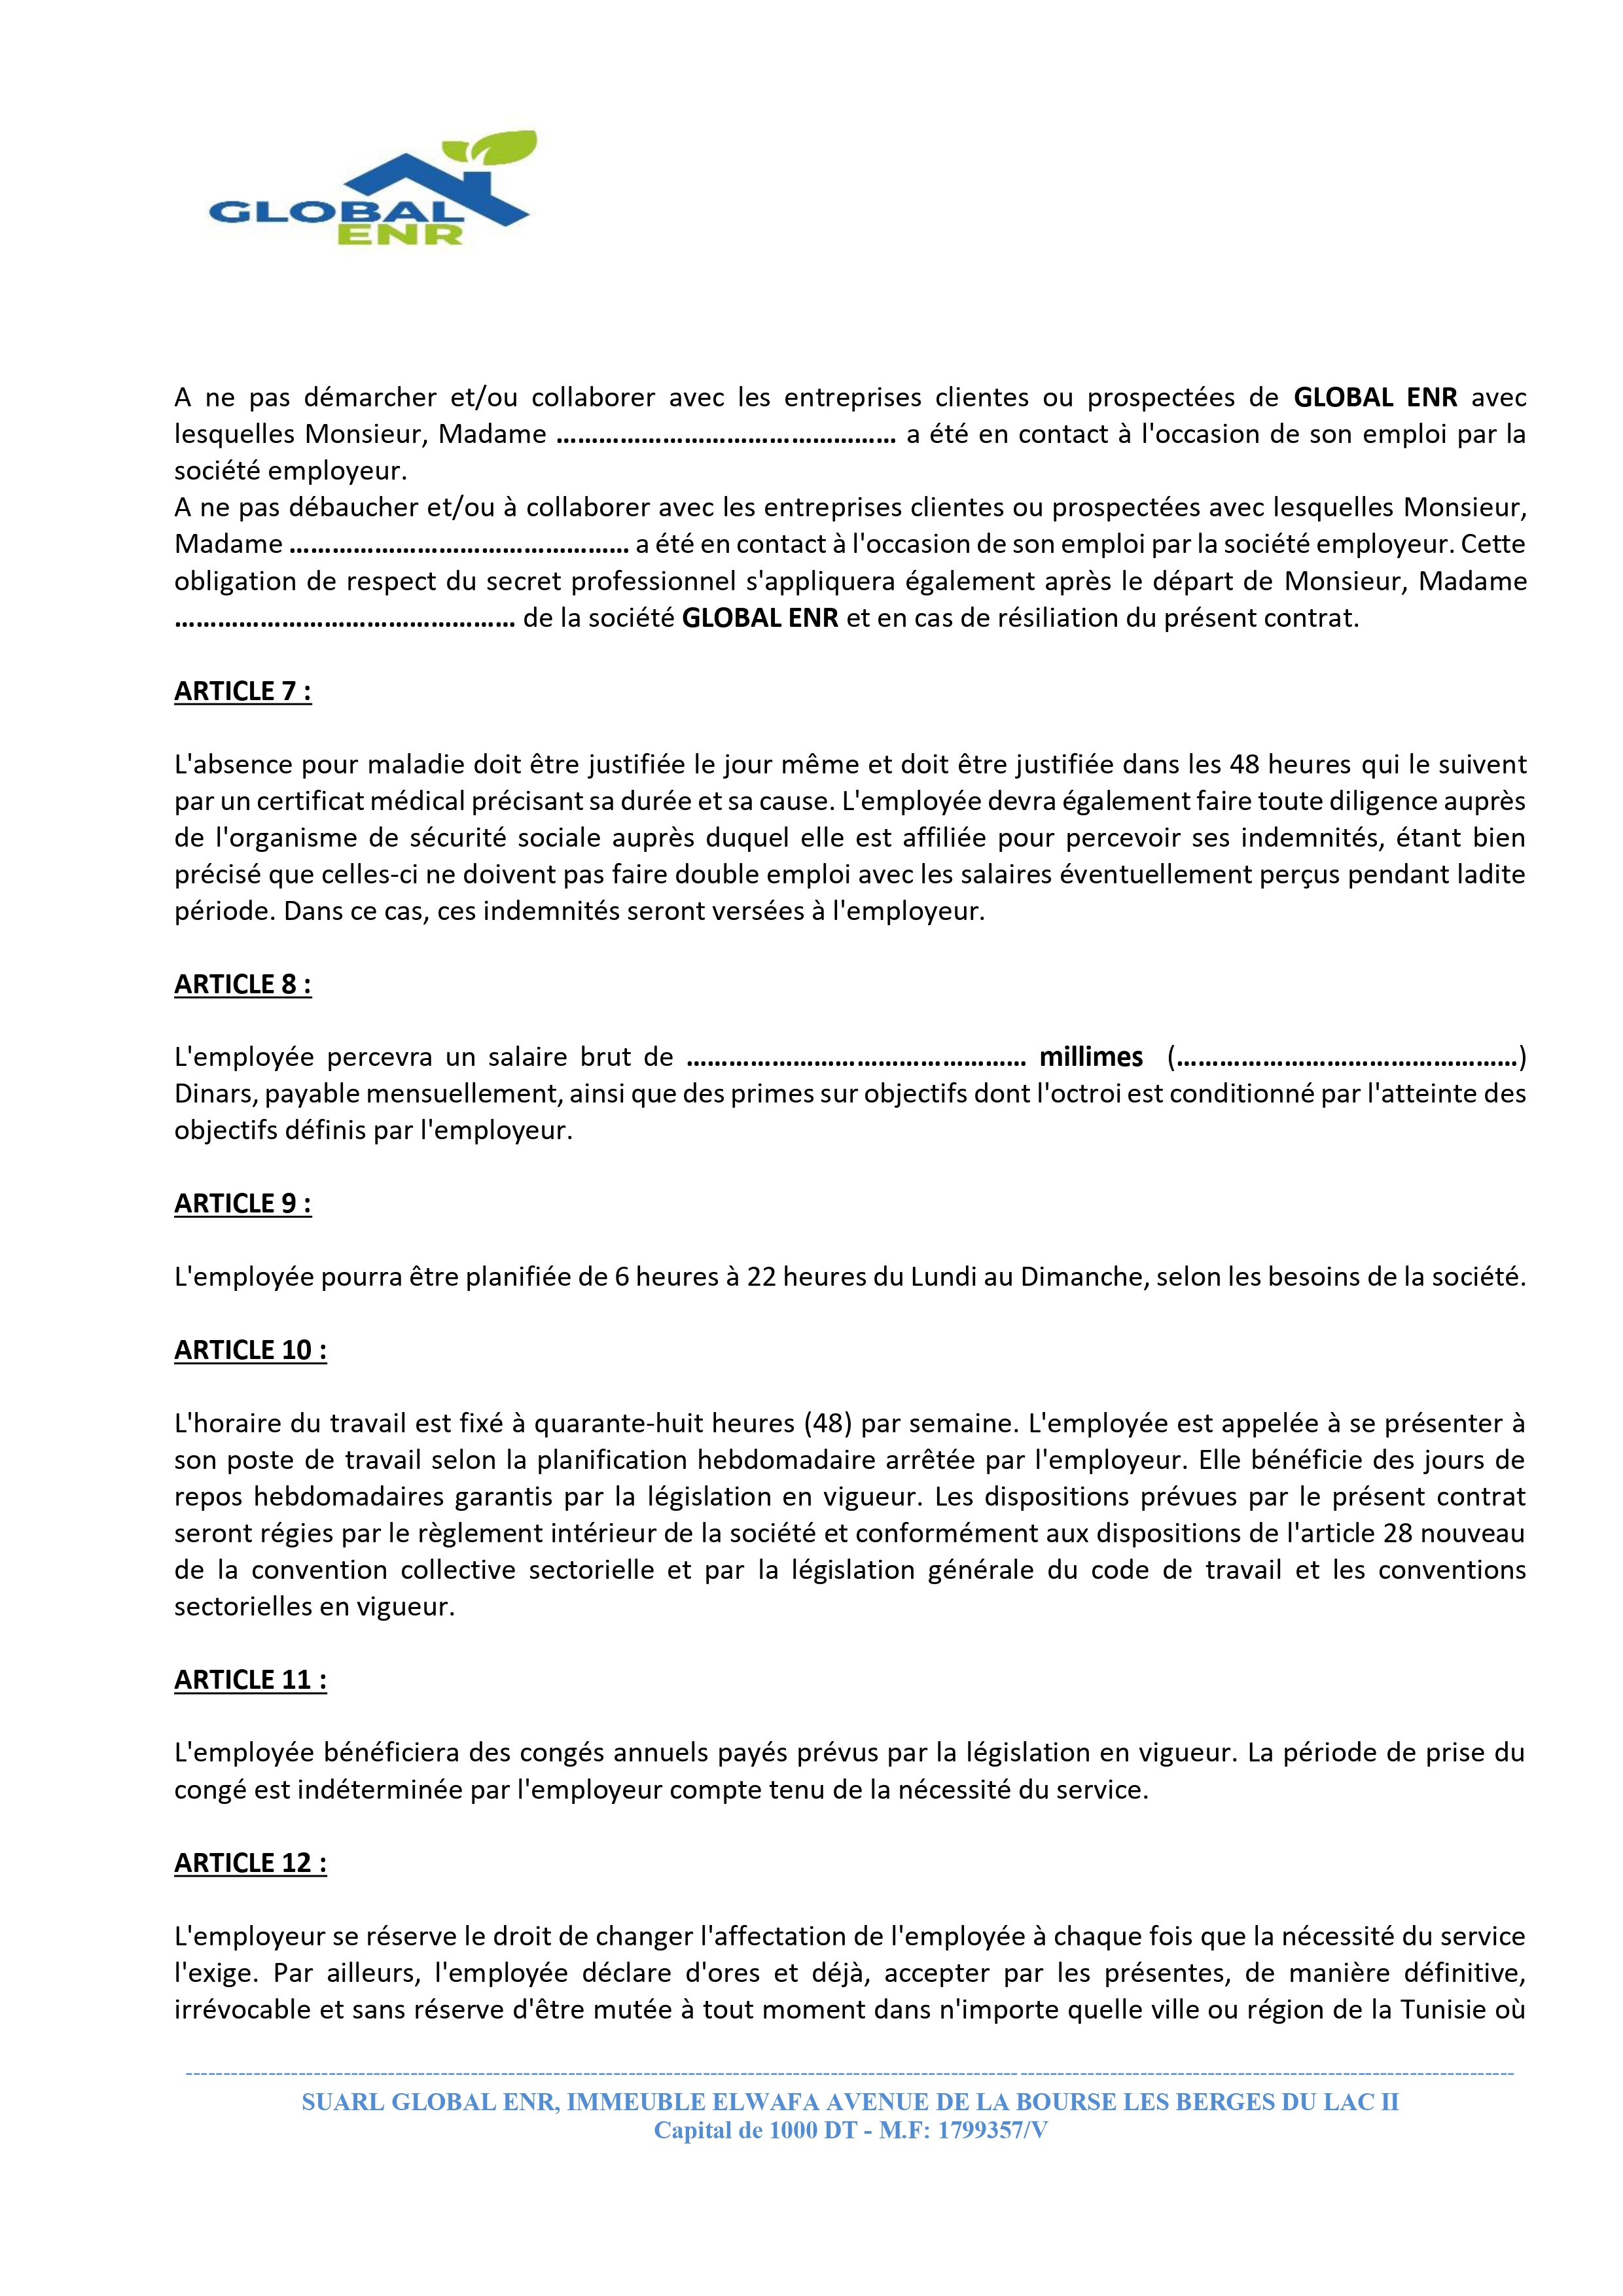 GLOBAL
ENR
A ne pas démarcher et/ou collaborer avec les entreprises clientes ou prospectées de GLOBAL ENR avec
lesquelles Monsieur, Madame ………………………………………… a été en contact à l'occasion de son emploi par la
société employeur.
A ne pas débaucher et/ou à collaborer avec les entreprises clientes ou prospectées avec lesquelles Monsieur,
Madame ………………………………………… a été en contact à l'occasion de son emploi par la société employeur. Cette
obligation de respect du secret professionnel s'appliquera également après le départ de Monsieur, Madame
………………………………………… de la société GLOBAL ENR et en cas de résiliation du présent contrat.
ARTICLE 7 :
L'absence pour maladie doit être justifiée le jour même et doit être justifiée dans les 48 heures qui le suivent
par un certificat médical précisant sa durée et sa cause. L'employée devra également faire toute diligence auprès
de l'organisme de sécurité sociale auprès duquel elle est affiliée pour percevoir ses indemnités, étant bien
précisé que celles-ci ne doivent pas faire double emploi avec les salaires éventuellement perçus pendant ladite
période. Dans ce cas, ces indemnités seront versées à l'employeur.
ARTICLE 8 :
L'employée percevra un salaire brut de ………………………………………… millimes (…………………………………………)
Dinars, payable mensuellement, ainsi que des primes sur objectifs dont l'octroi est conditionné par l'atteinte des
objectifs définis par l'employeur.
ARTICLE 9 :
L'employée pourra être planifiée de 6 heures à 22 heures du Lundi au Dimanche, selon les besoins de la société.
ARTICLE 10 :
L'horaire du travail est fixé à quarante-huit heures (48) par semaine. L'employée est appelée à se présenter à
son poste de travail selon la planification hebdomadaire arrêtée par l'employeur. Elle bénéficie des jours de
repos hebdomadaires garantis par la législation en vigueur. Les dispositions prévues par le présent contrat
seront régies par le règlement intérieur de la société et conformément aux dispositions de l'article 28 nouveau
de la convention collective sectorielle et par la législation générale du code de travail et les conventions
sectorielles en vigueur.
ARTICLE 11 :
L'employée bénéficiera des congés annuels payés prévus par la législation en vigueur. La période de prise du
congé est indéterminée par l'employeur compte tenu de la nécessité du service.
ARTICLE 12 :
L'employeur se réserve le droit de changer l'affectation de l'employée à chaque fois que la nécessité du service
l'exige. Par ailleurs, l'employée déclare d'ores et déjà, accepter par les présentes, de manière définitive,
irrévocable et sans réserve d'être mutée à tout moment dans n'importe quelle ville ou région de la Tunisie où
SUARL GLOBAL ENR, IMMEUBLE ELWAFA AVENUE DE LA BOURSE LES BERGES DU LAC II
Capital de 1000 DT - M.F: 1799357/V